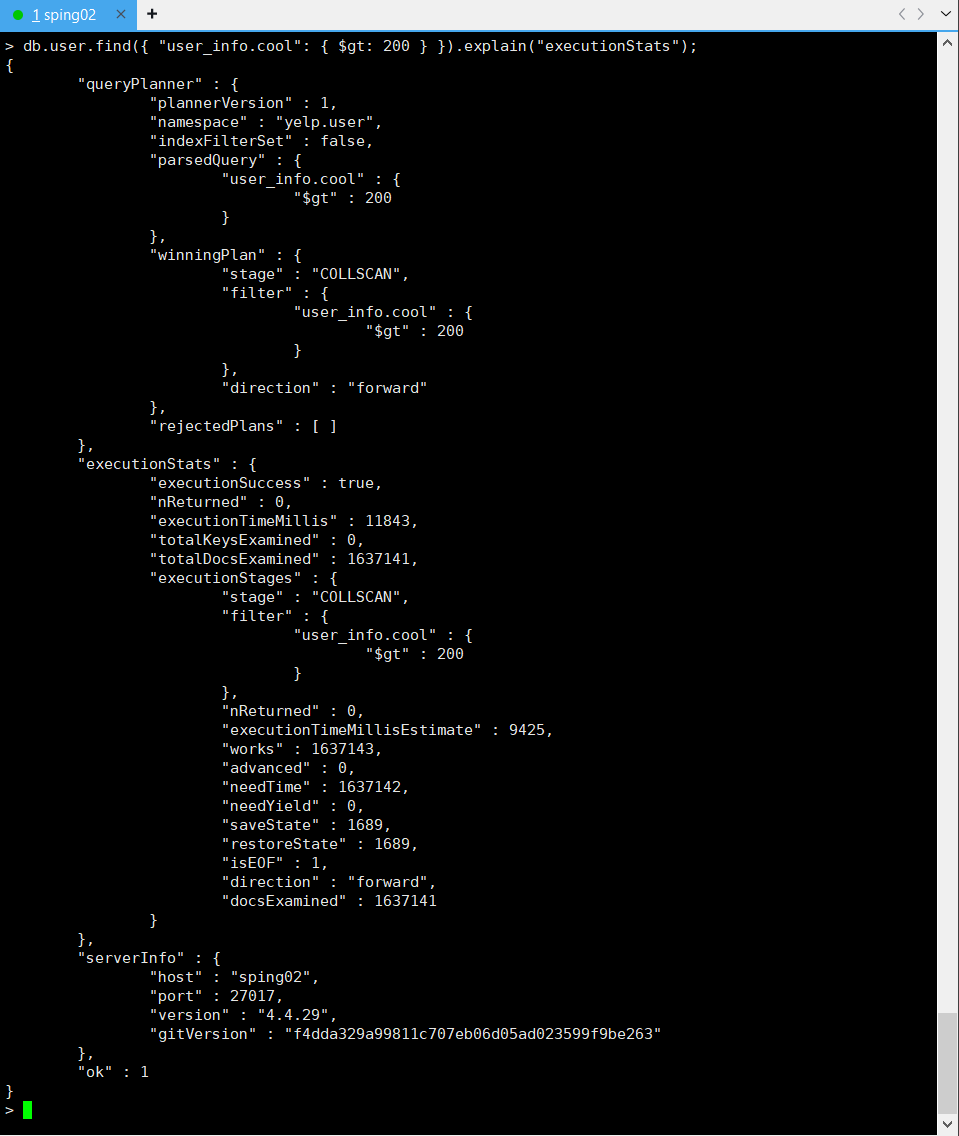 1 sping02
> db.user.find({ "user_info.cool": { $gt: 200 } }).explain("executionStats");
{
        "queryPlanner" : {
                "plannerVersion" : 1,
                "namespace" : "yelp.user",
                "indexFilterSet" : false,
                "parsedQuery" : {
                        "user_info.cool" : {
                                "$gt" : 200
                        }
                },
                "winningPlan" : {
                        "stage" : "COLLSCAN",
                        "filter" : {
                                "user_info.cool" : {
                                        "$gt" : 200
                                }
                        },
                        "direction" : "forward"
                },
                "rejectedPlans" : [ ]
        },
        "executionStats" : {
                "executionSuccess" : true,
                "nReturned" : 0,
                "executionTimeMillis" : 11843,
                "totalKeysExamined" : 0,
                "totalDocsExamined" : 1637141,
                "executionStages" : {
                        "stage" : "COLLSCAN",
                        "filter" : {
                                "user_info.cool" : {
                                        "$gt" : 200
                                }
                        },
                        "nReturned" : 0,
                        "executionTimeMillisEstimate" : 9425,
                        "works" : 1637143,
                        "advanced" : 0,
                        "needTime" : 1637142,
                        "needYield" : 0,
                        "saveState" : 1689,
                        "restoreState" : 1689,
                        "isEOF" : 1,
                        "direction" : "forward",
                        "docsExamined" : 1637141
                }
        },
        "serverInfo" : {
                "host" : "sping02",
                "port" : 27017,
                "version" : "4.4.29",
                "gitVersion" : "f4dda329a99811c707eb06d05ad023599f9be263"
        },
        "ok" : 1
}
>